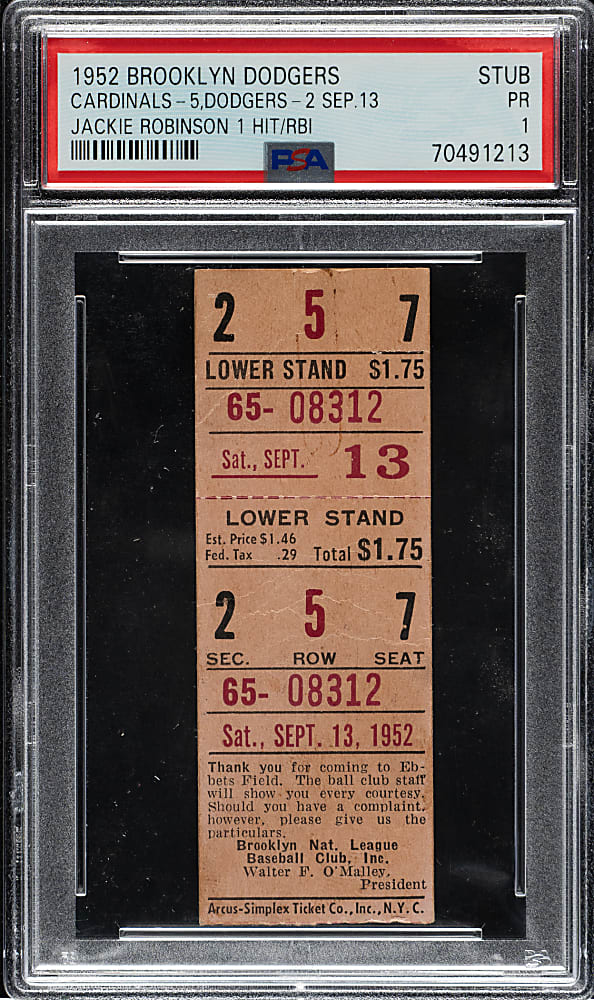 1952 BROOKLYN DODGERS STUB
CARDINALS-5,DODGERS-2 SEP.13 PR
JACKIE ROBINSON 1 HIT/RBI 1
PSA 70491213
2 5 7
LOWER STAND $1.75
65- 08312
Sat., SEPT. 13
LOWER STAND
Est. Price $1.46
Fed. Tax .29 Total $1.75
2 5 7
SEC. ROW SEAT
65- 08312
Sat., SEPT. 13, 1952
Thank you for coming to Eb-
bets Field. The ball club staff
will show you every courtesy.
Should you have a complaint,
however, please give us the
particulars.
Brooklyn Nat. League
Baseball Club, Inc.
Walter F. O'Malley,
President
Arcus-Simplex Ticket Co., Inc., N.Y.C.